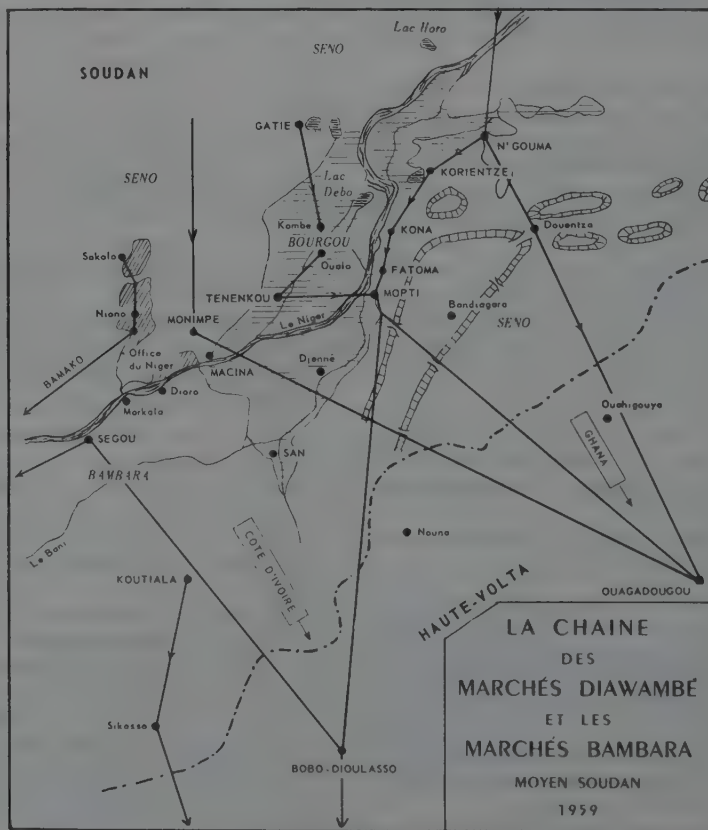 Lac Horo
SENO
SOUDAN
GATIE
N'GOUMA
KORIENTZE
SENO
Lac
Debo
Kombe
KONA
Douentza
BOURGOU
Sokolo
Oualo
FATOMA
TENENKOU
MOPTI
Niono
Le Niger
Bandiagara
SENO
MONIMPE
BAMAKO
Office
du Niger
MACINA
Djenné
Dioro
Markala
Ouahigouya
SEGOU
GHANA
SAN
BAMBARA
Nouna
Le Bani
COTE D'IVOIRE
KOUTIALA
OUAGADOUGOU
HAUTE-VOLTA
Sikasso
BOBO-DIOULASSO
LA CHAINE
DES
MARCHÉS DIAWAMBÉ
ET LES
MARCHÉS BAMBARA
MOYEN SOUDAN
1959